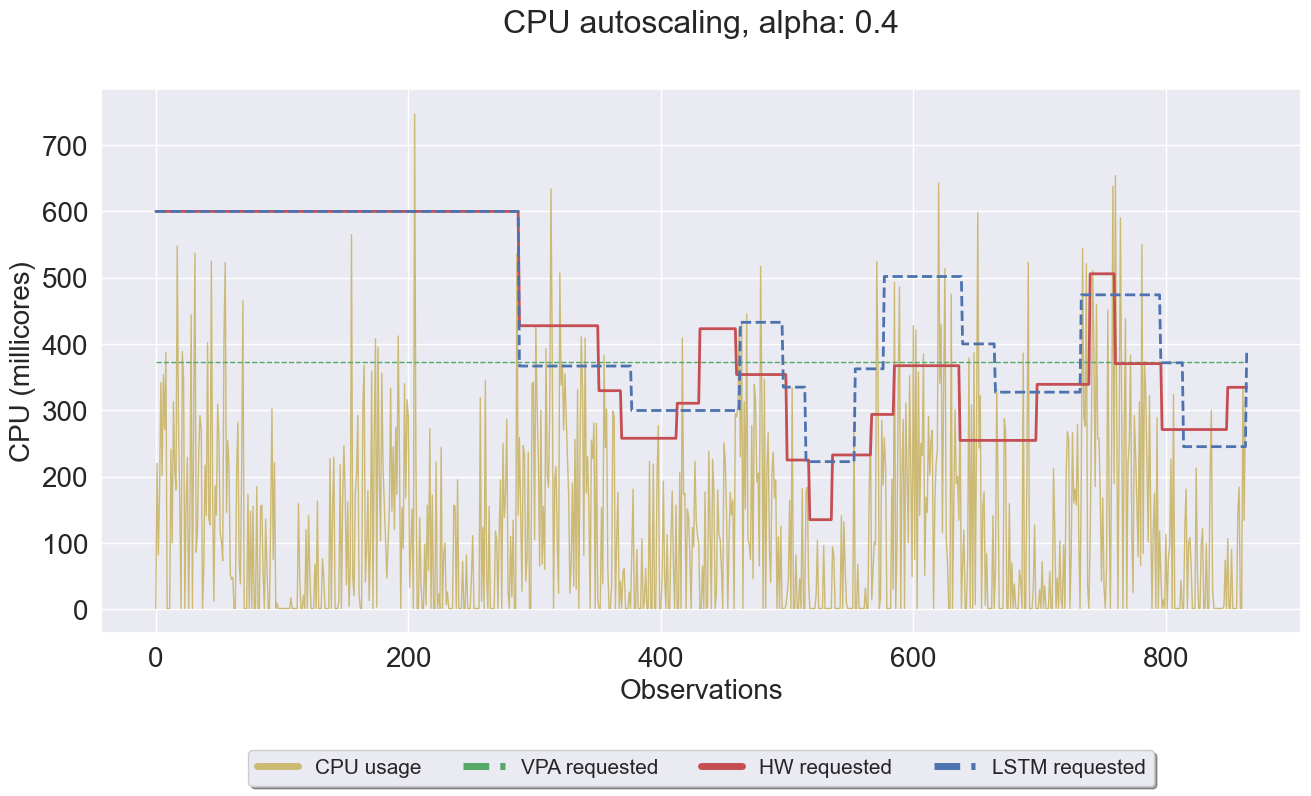 CPU autoscaling, alpha: 0.4
700
600
500
400
300
200
100
0
CPU (millicores)
0 200 400 600 800
Observations
CPU usage VPA requested HW requested LSTM requested